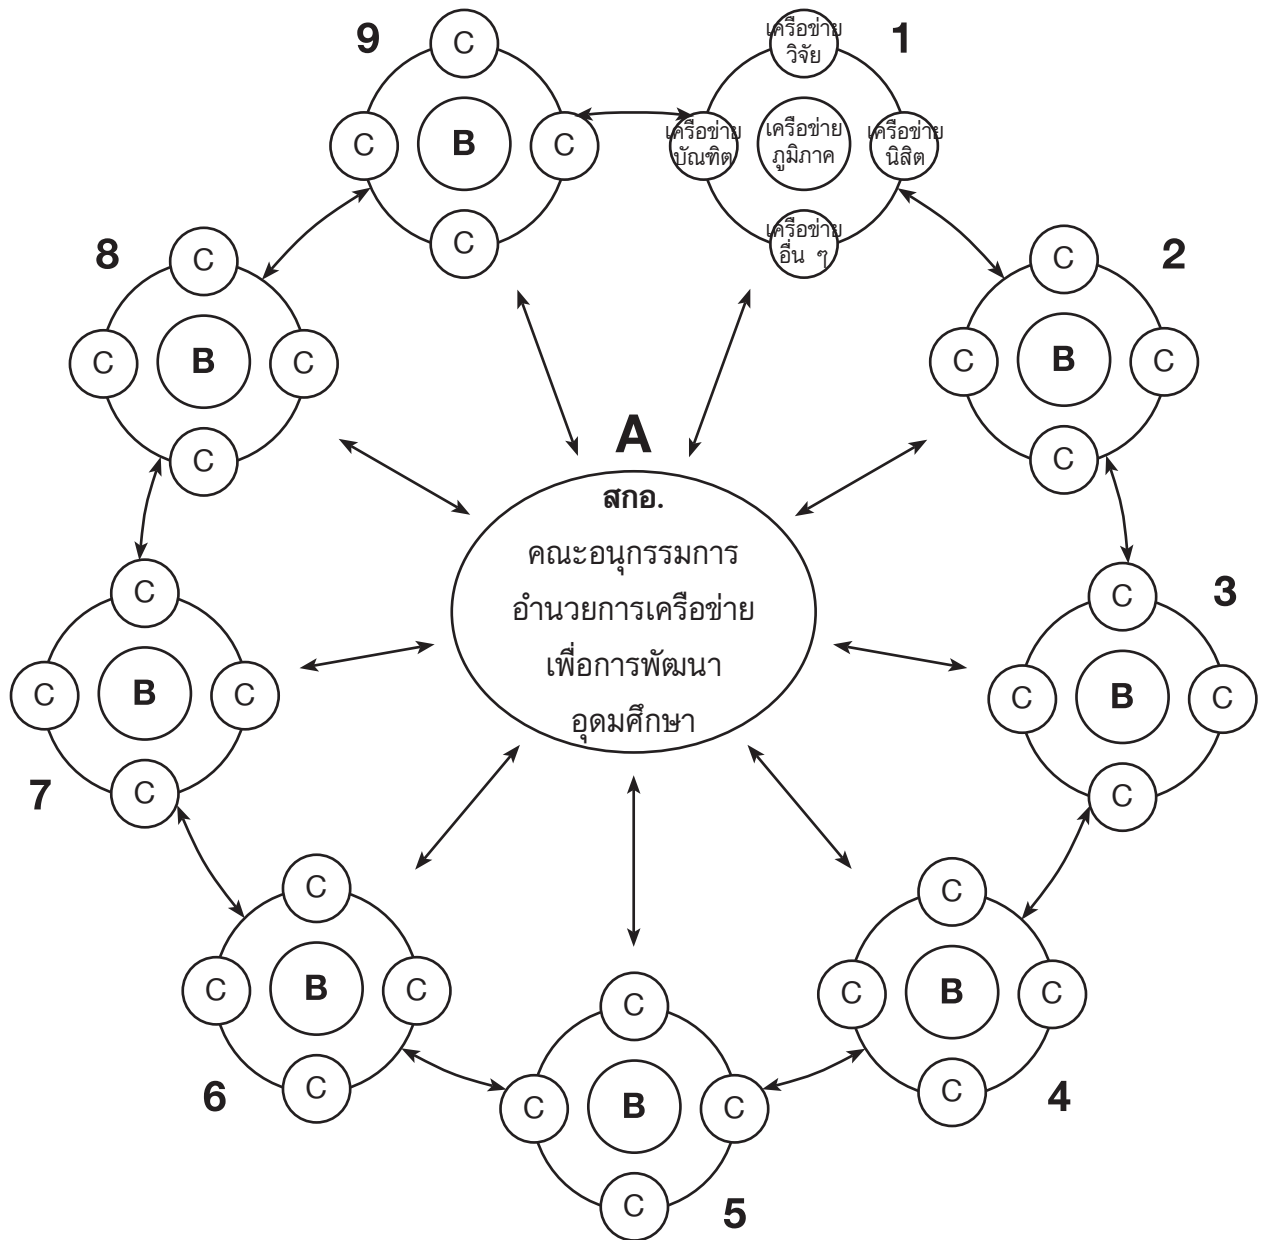 9
C
C
B
C
C
1
เครือข่าย
วิจัย
เครือข่าย
บัณฑิต
เครือข่าย
ภูมิภาค
เครือข่าย
นิสิต
เครือข่าย
อื่น ๆ
8
C
C
B
C
C
2
C
C
B
C
C
A
สกอ.
คณะอนุกรรมการ
อำนวยการเครือข่าย
เพื่อการพัฒนา
อุดมศึกษา
7
C
C
B
C
C
3
C
C
B
C
C
6
C
C
B
C
C
4
C
C
B
C
C
5
C
C
B
C
C